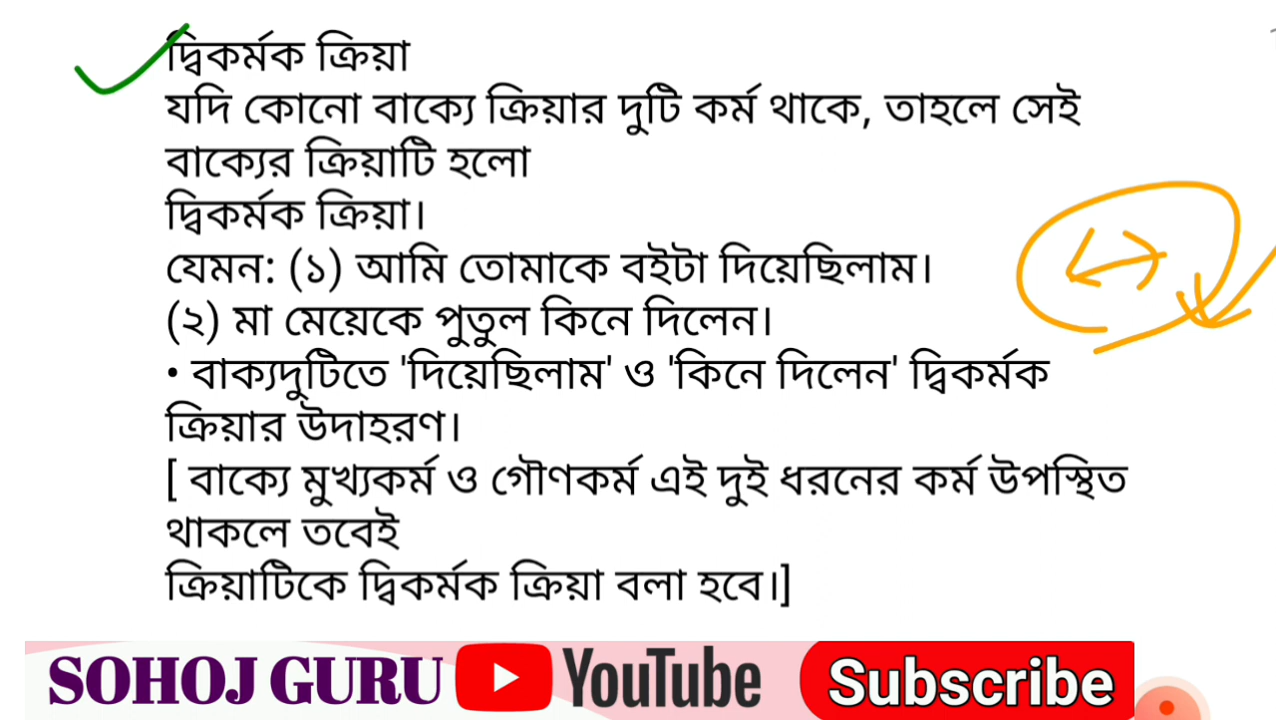 দ্বিকর্মক ক্রিয়া
যদি কোনো বাক্যে ক্রিয়ার দুটি কর্ম থাকে, তাহলে সেই
বাক্যের ক্রিয়াটি হলো
দ্বিকর্মক ক্রিয়া।
যেমন: (১) আমি তোমাকে বইটা দিয়েছিলাম।
(২) মা মেয়েকে পুতুল কিনে দিলেন।
• বাক্যদুটিতে 'দিয়েছিলাম' ও 'কিনে দিলেন' দ্বিকর্মক
ক্রিয়ার উদাহরণ।
[ বাক্যে মুখ্যকর্ম ও গৌণকর্ম এই দুই ধরনের কর্ম উপস্থিত
থাকলে তবেই
ক্রিয়াটিকে দ্বিকর্মক ক্রিয়া বলা হবে।]
SOHOJ GURU YouTube Subscribe